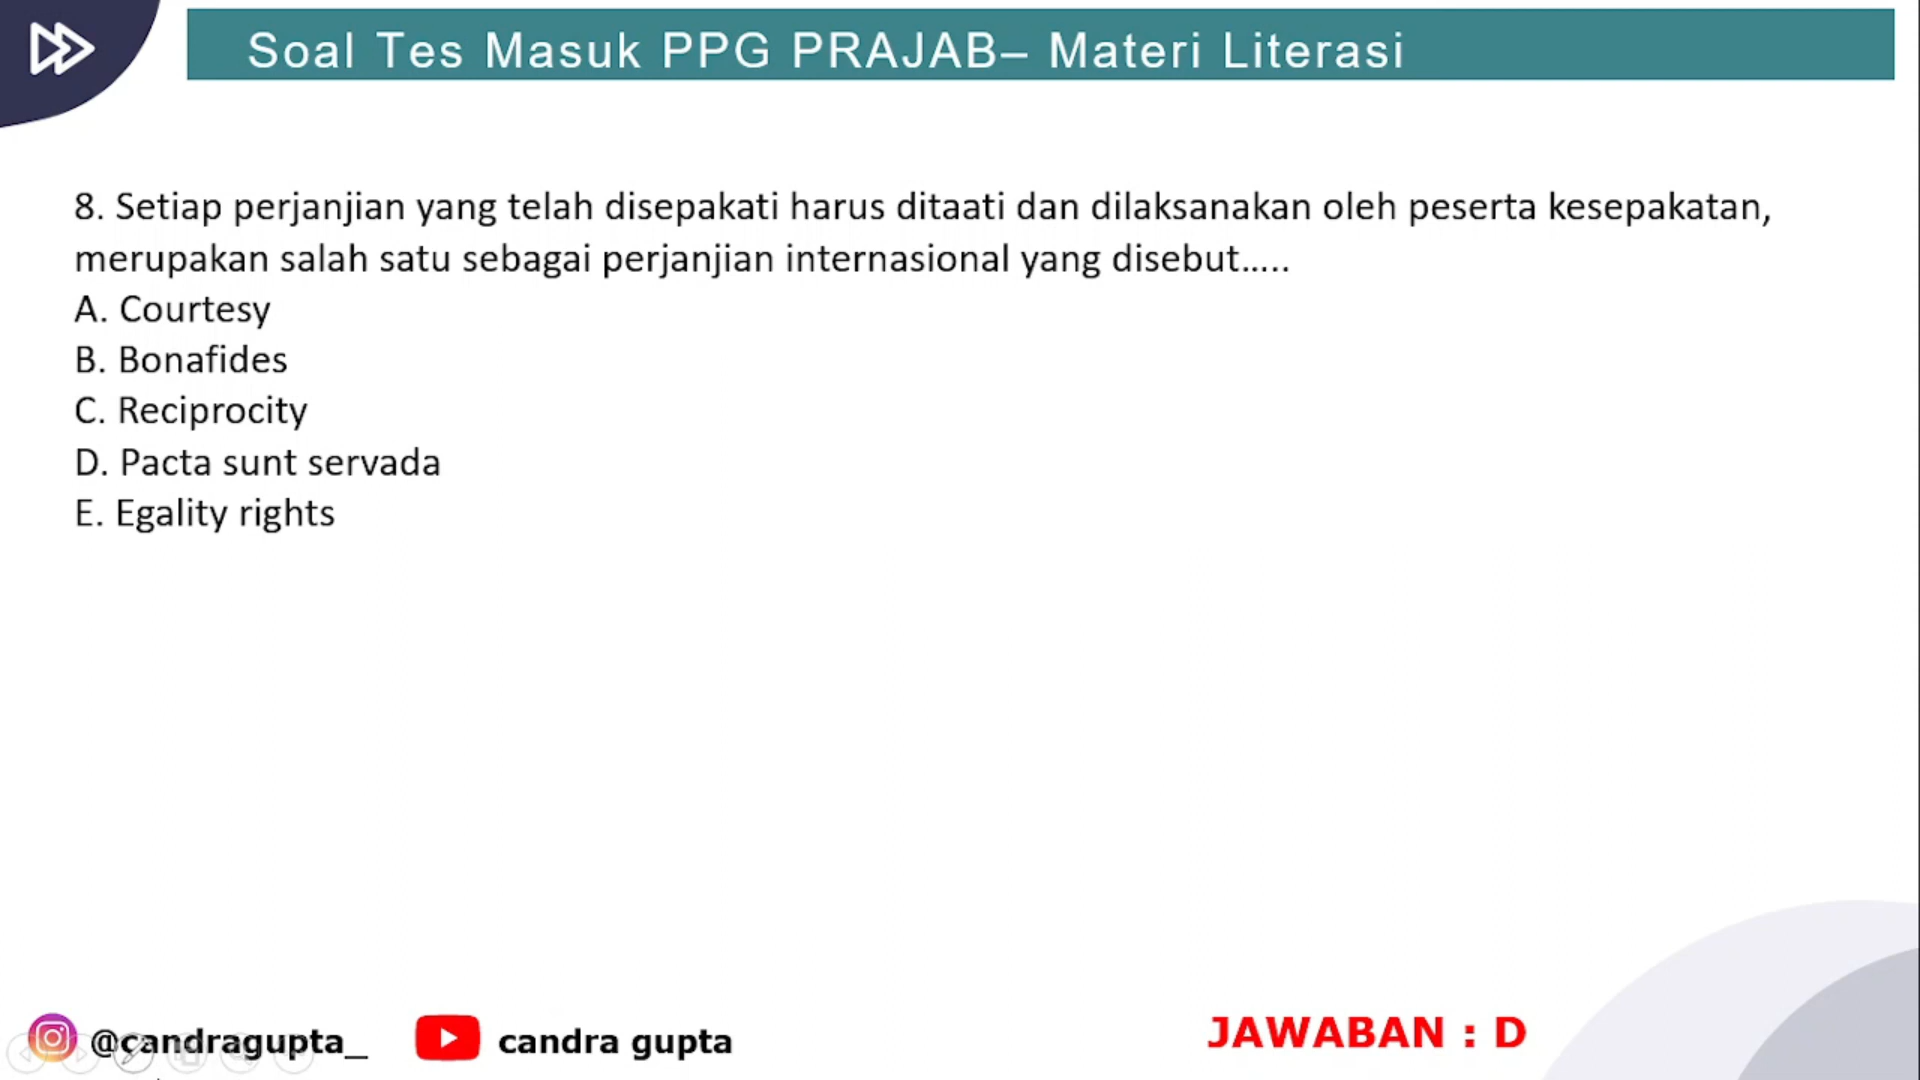 Soal Tes Masuk PPG PRAJAB– Materi Literasi
8. Setiap perjanjian yang telah disepakati harus ditaati dan dilaksanakan oleh peserta kesepakatan,
merupakan salah satu sebagai perjanjian internasional yang disebut.....
A. Courtesy
B. Bonafides
C. Reciprocity
D. Pacta sunt servada
E. Egality rights
@candragupta_
candra gupta
JAWABAN : D